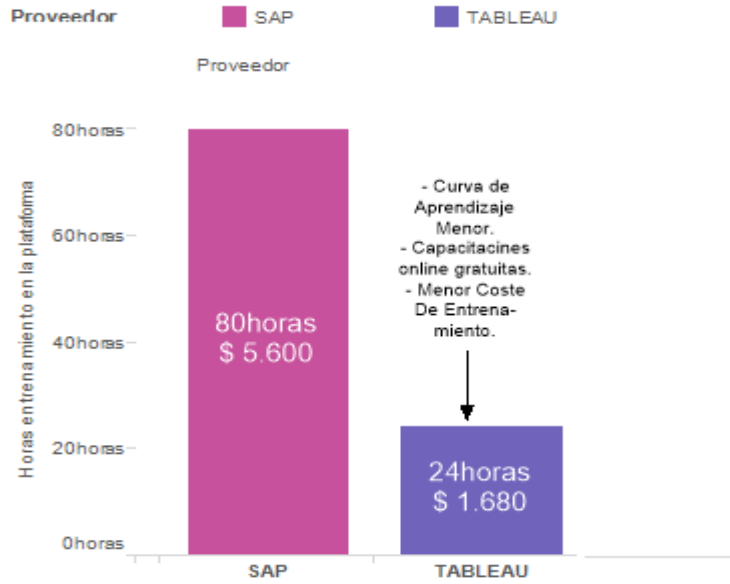 Proveedor SAP TABLEAU
Proveedor
Horas entrenamiento en la plataforma
80horas
60horas
40horas
20horas
0horas
80horas
$ 5.600
- Curva de
Aprendizaje
Menor.
- Capacitacines
online gratuitas.
- Menor Coste
De Entrena-
miento.
24horas
$ 1.680
SAP TABLEAU